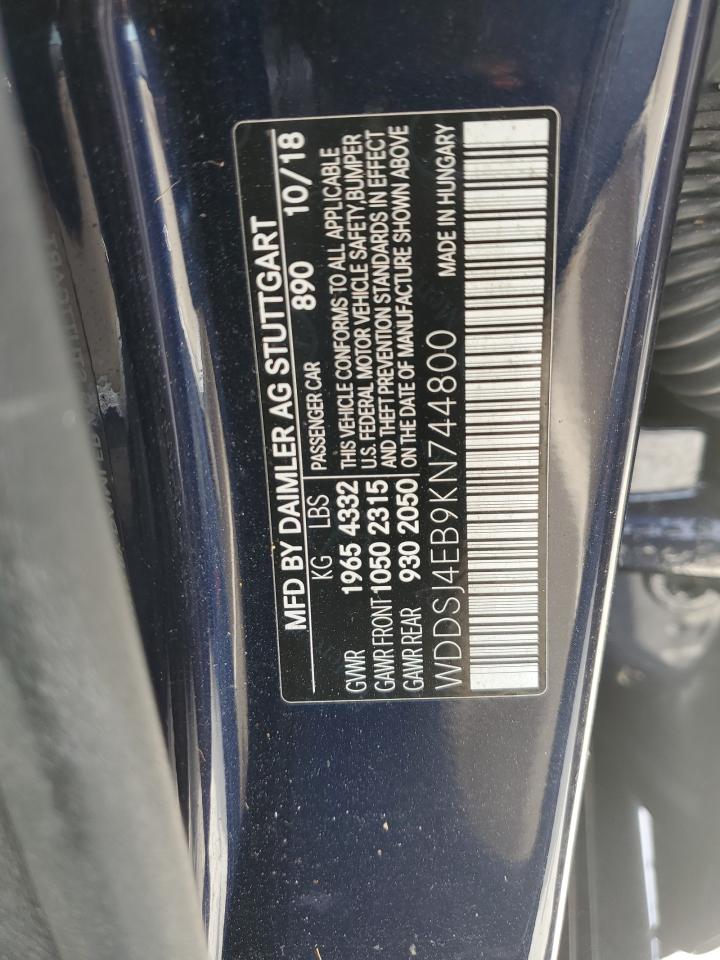 MFD BY DAIMLER AG STUTTGART
890 10/18
KG LBS PASSENGER CAR
GVWR 1965 4332
GAWR FRONT 1050 2315
GAWR REAR 930 2050
THIS VEHICLE CONFORMS TO ALL APPLICABLE
U.S. FEDERAL MOTOR VEHICLE SAFETY, BUMPER
AND THEFT PREVENTION STANDARDS IN EFFECT
ON THE DATE OF MANUFACTURE SHOWN ABOVE
WDDSJ4EB9KN744800 MADE IN HUNGARY